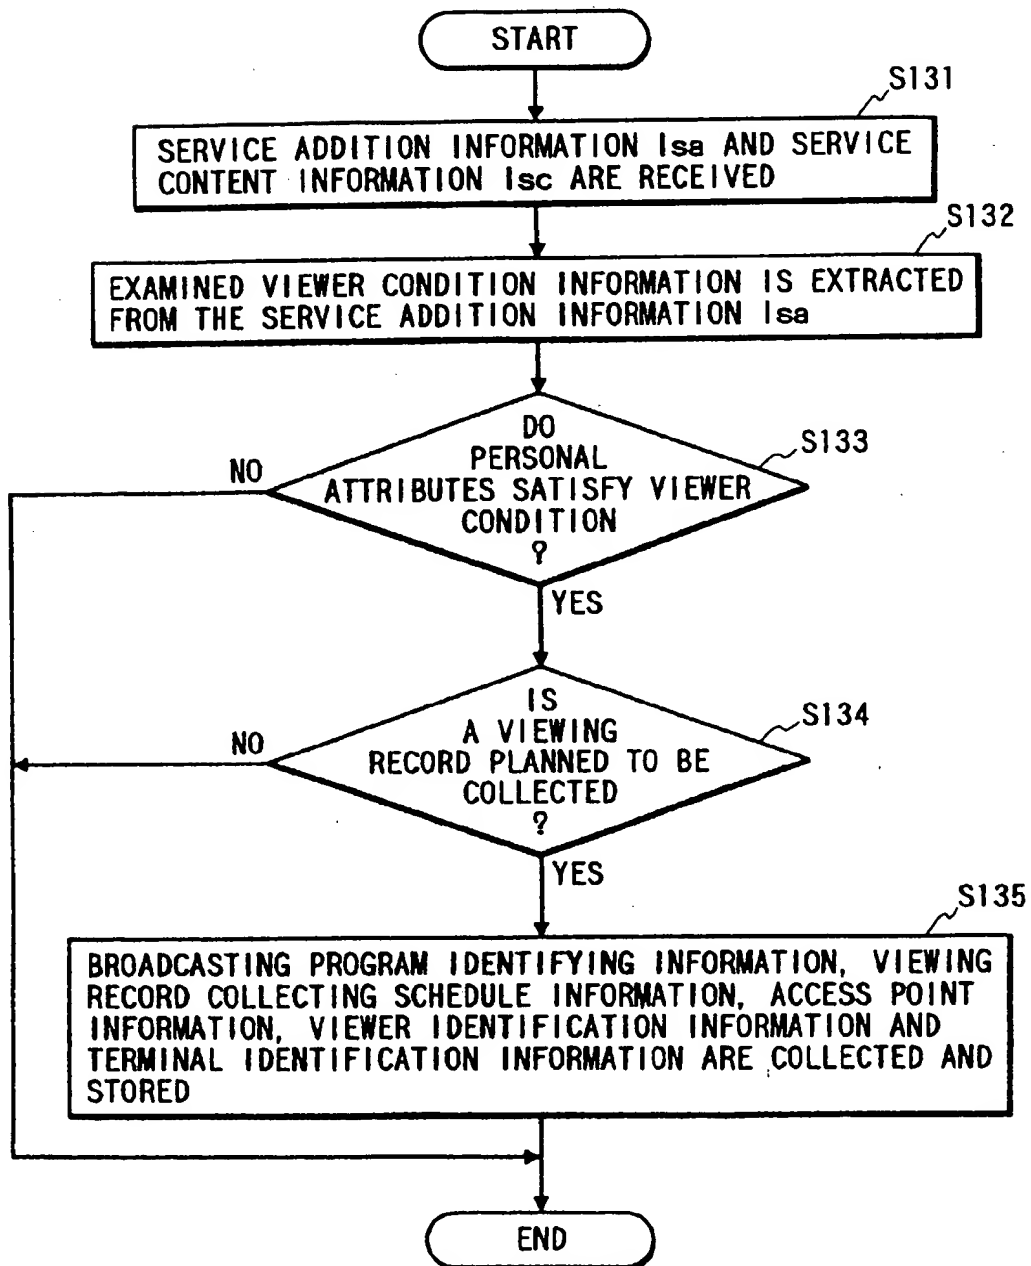 START
S131
SERVICE ADDITION INFORMATION Isa AND SERVICE
CONTENT INFORMATION Isc ARE RECEIVED
S132
EXAMINED VIEWER CONDITION INFORMATION IS EXTRACTED
FROM THE SERVICE ADDITION INFORMATION Isa
S133
DO
PERSONAL
ATTRIBUTES SATISFY VIEWER
CONDITION
?
NO
YES
S134
IS
A VIEWING
RECORD PLANNED TO BE
COLLECTED
?
NO
YES
S135
BROADCASTING PROGRAM IDENTIFYING INFORMATION, VIEWING
RECORD COLLECTING SCHEDULE INFORMATION, ACCESS POINT
INFORMATION, VIEWER IDENTIFICATION INFORMATION AND
TERMINAL IDENTIFICATION INFORMATION ARE COLLECTED AND
STORED
END